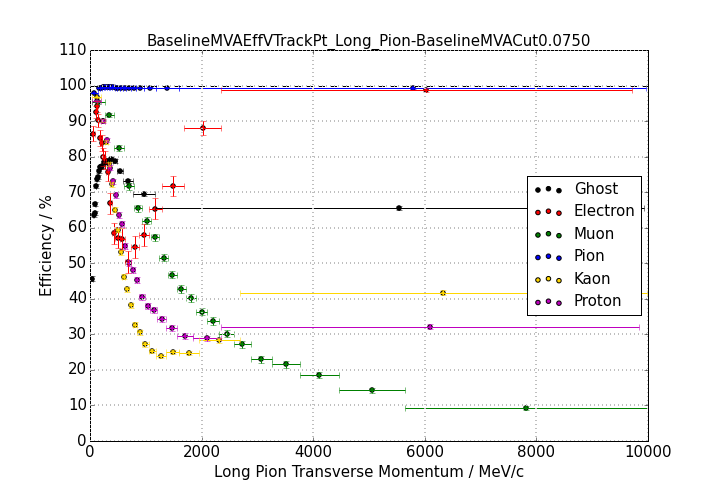 BaselineMVAEffVTrackPt_Long_Pion-BaselineMVACut0.0750
110
100
90
80
70
60
50
40
30
20
10
0
Efficiency / %
Ghost
Electron
Muon
Pion
Kaon
Proton
0 2000 4000 6000 8000 10000
Long Pion Transverse Momentum / MeV/c